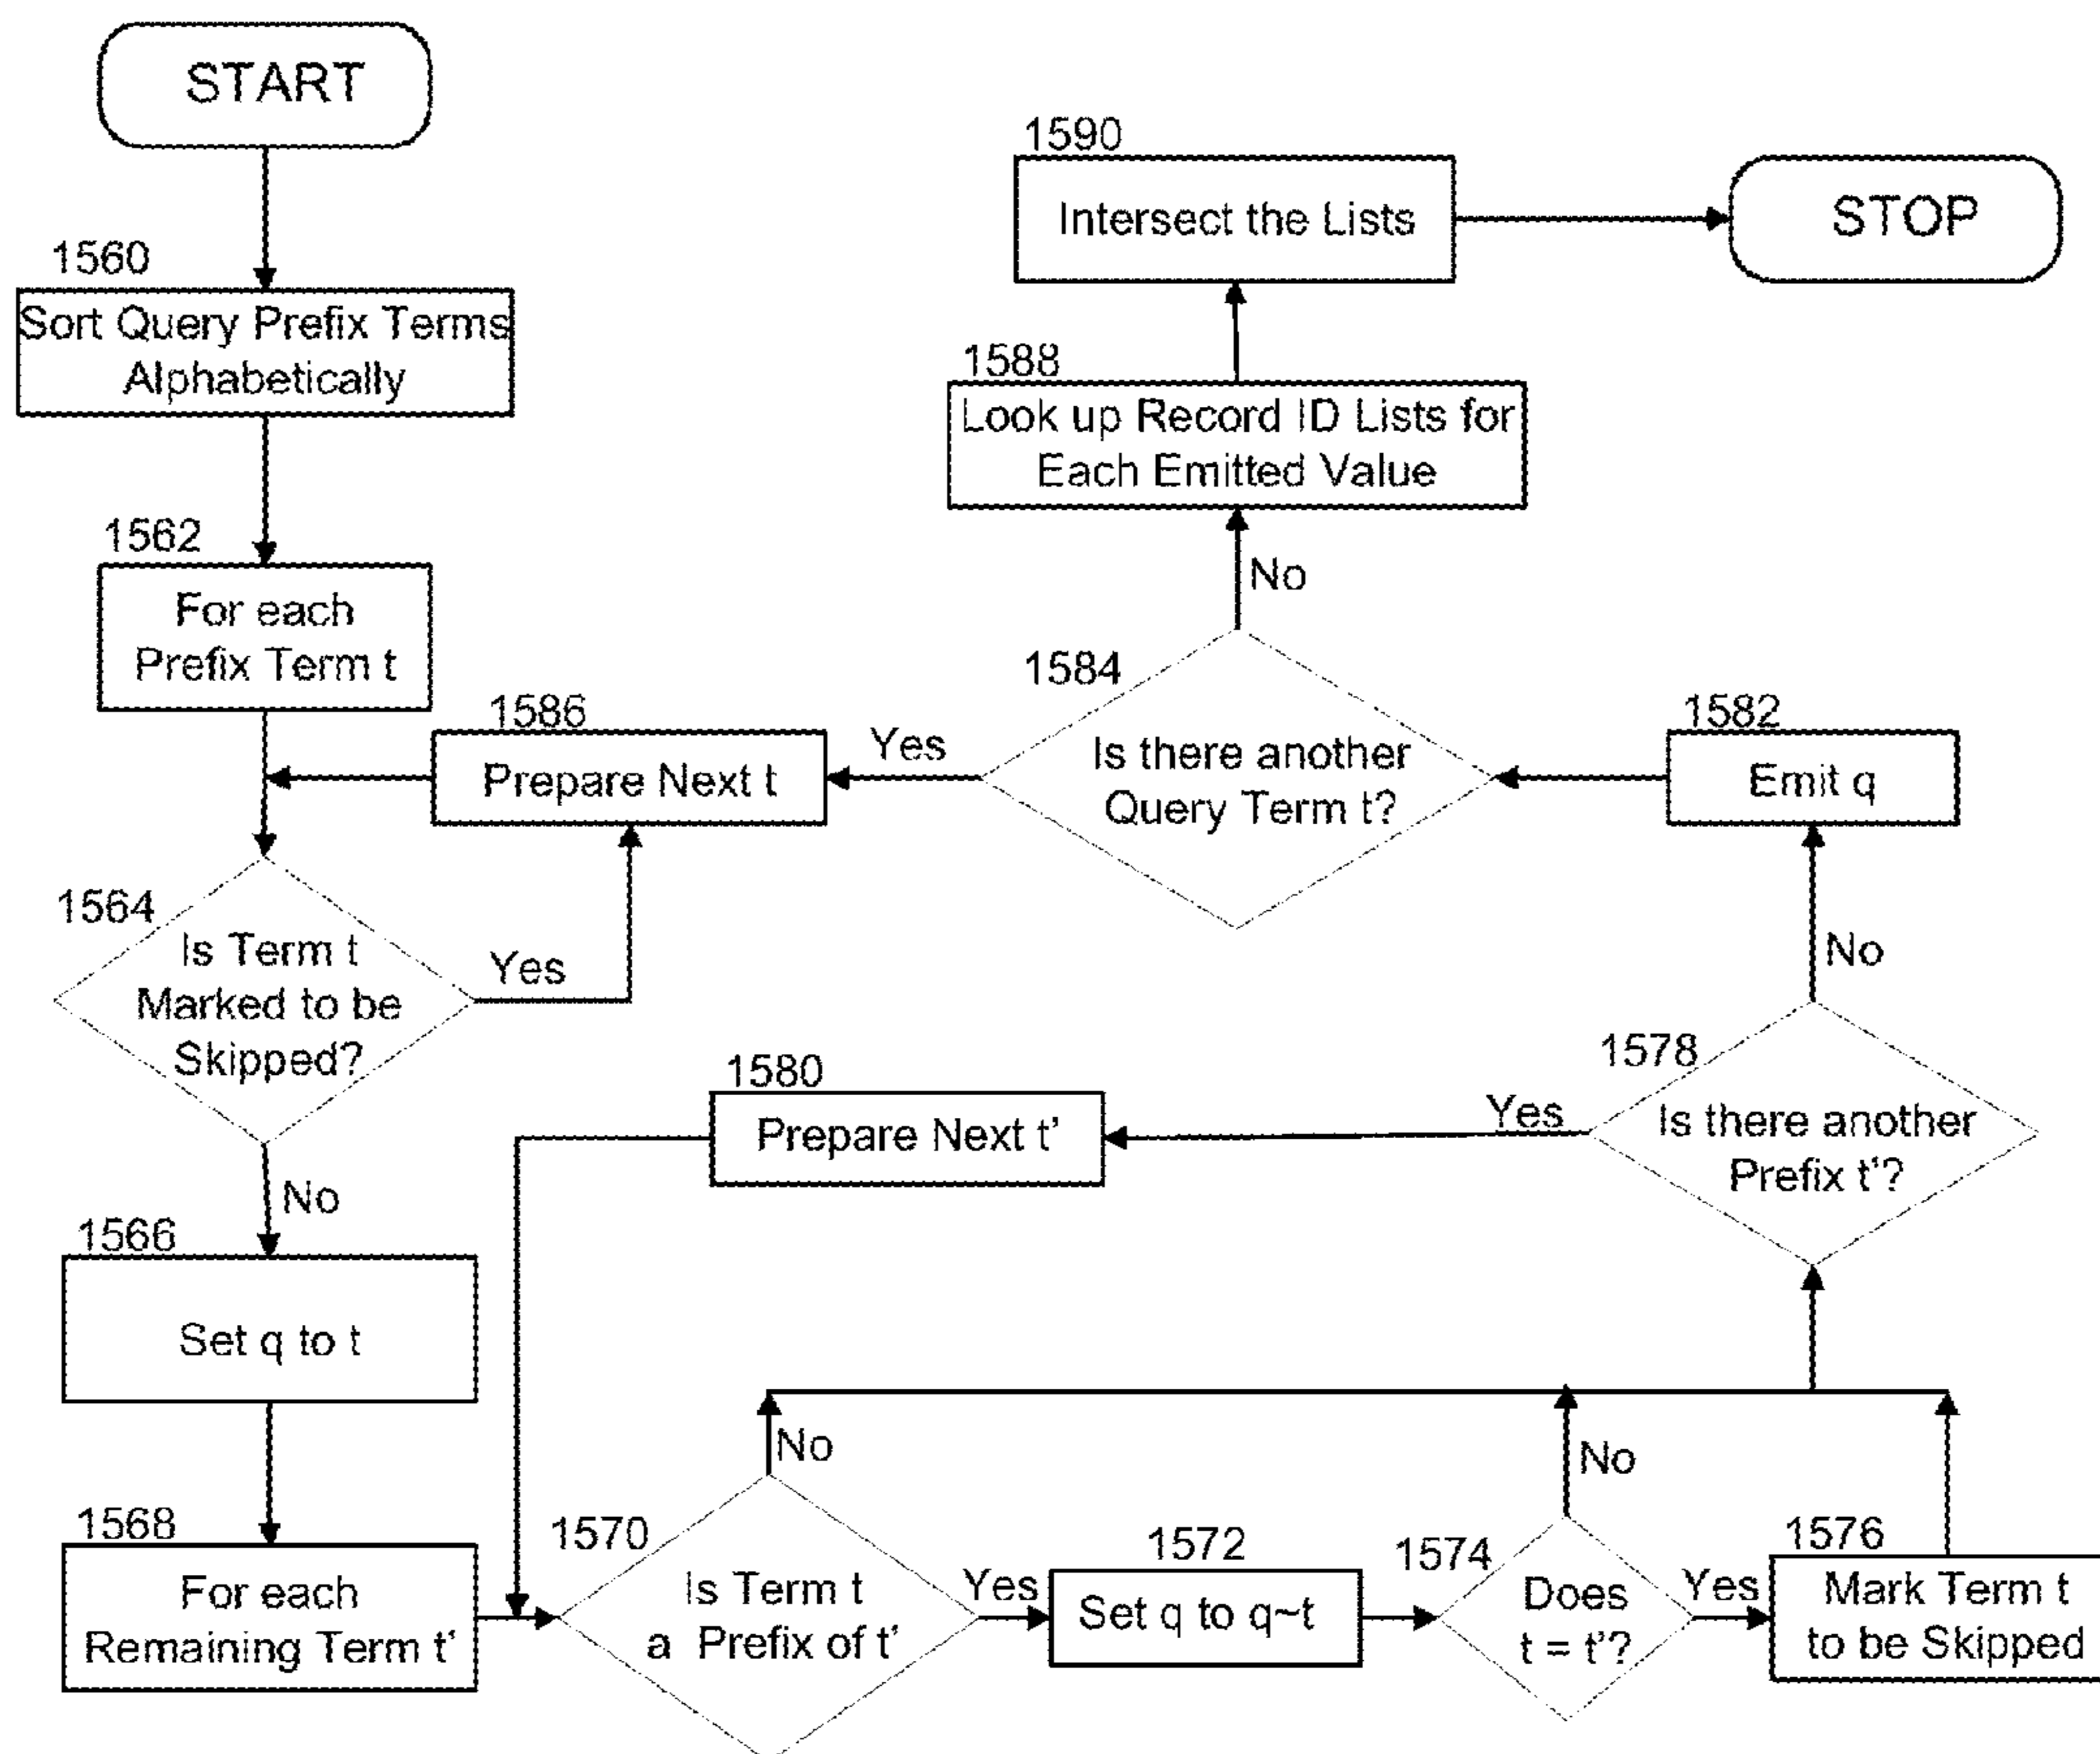 START
1560
Sort Query Prefix Terms
Alphabetically
1562
For each
Prefix Term t
1564
Is Term t
Marked to be
Skipped?
Yes
No
1566
Set q to t
1568
For each
Remaining Term t'
1570
Is Term t
a Prefix of t'
No
Yes
1572
Set q to q~t
1574
Does
t = t'?
No
Yes
1576
Mark Term t
to be Skipped
1578
Is there another
Prefix t'?
Yes
No
1580
Prepare Next t'
1582
Emit q
1584
Is there another
Query Term t?
Yes
No
1586
Prepare Next t
1588
Look up Record ID Lists for
Each Emitted Value
1590
Intersect the Lists
STOP